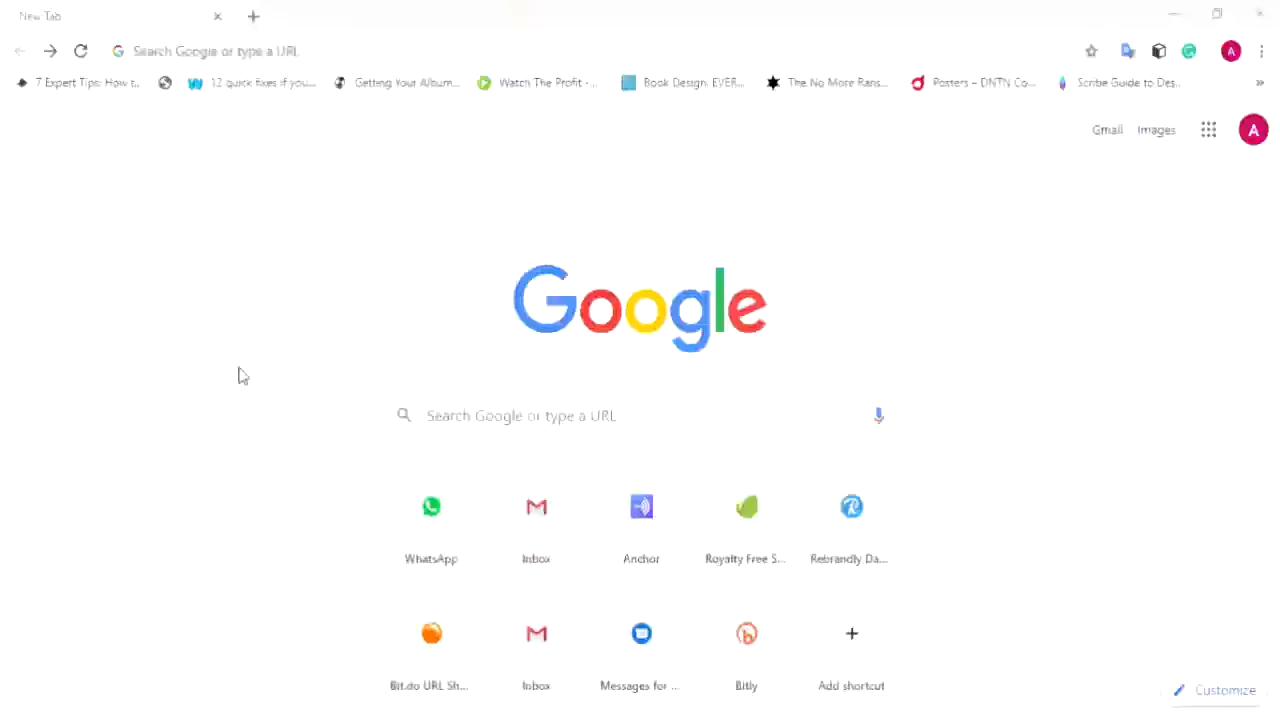 New Tab
Search Google or type a URL
7 Expert Tips: How t... 12 quick fixes if you... Getting Your Album... Watch The Profit -... Book Design, EVER... The No More Rans... Posters – DNTN Co... Scribe Guide to Des... »
Gmail Images A
Google
Search Google or type a URL
WhatsApp Inbox Anchor Royalty Free S... Rebrandly Da...
Bit.do URL Sh... Inbox Messages for ... Bitly Add shortcut
Customize